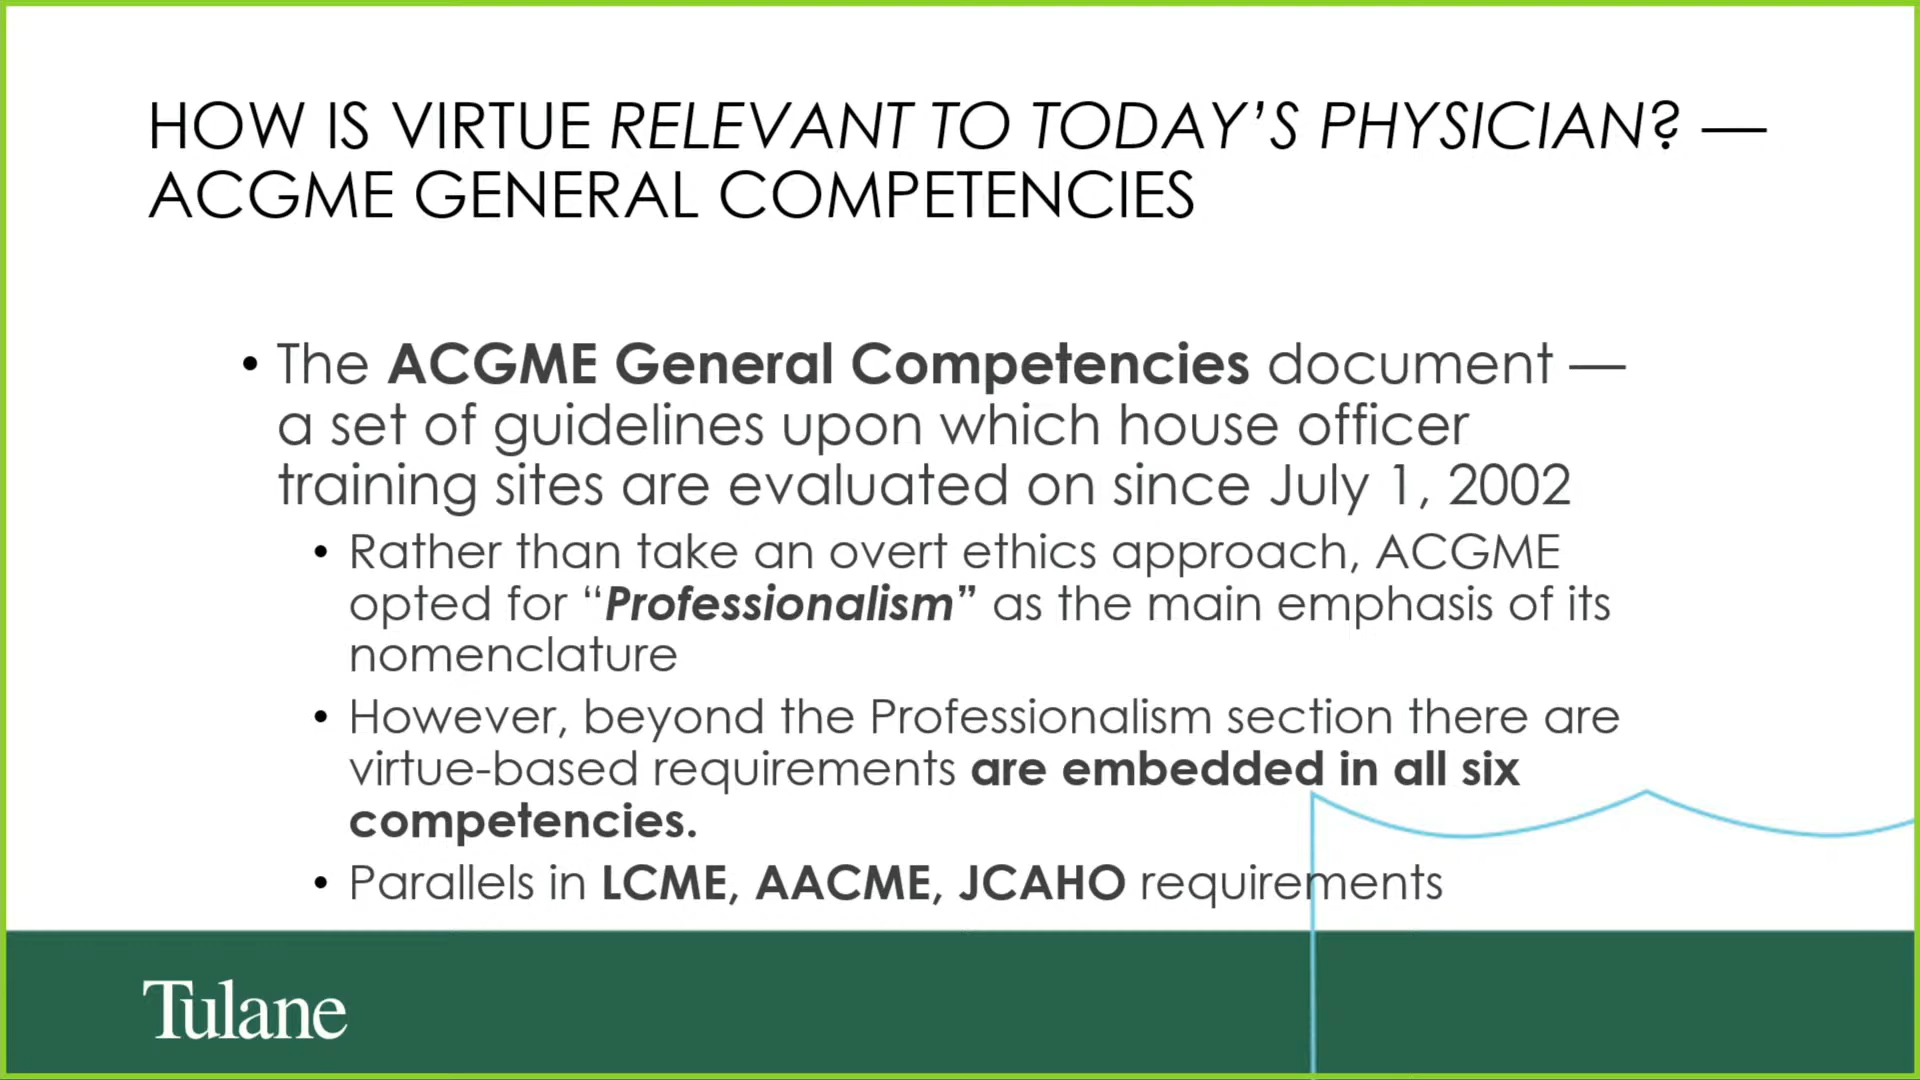 HOW IS VIRTUE RELEVANT TO TODAY’S PHYSICIAN? —
ACGME GENERAL COMPETENCIES
• The ACGME General Competencies document —
a set of guidelines upon which house officer
training sites are evaluated on since July 1, 2002
• Rather than take an overt ethics approach, ACGME
opted for “Professionalism” as the main emphasis of its
nomenclature
• However, beyond the Professionalism section there are
virtue-based requirements are embedded in all six
competencies.
• Parallels in LCME, AACME, JCAHO requirements
Tulane